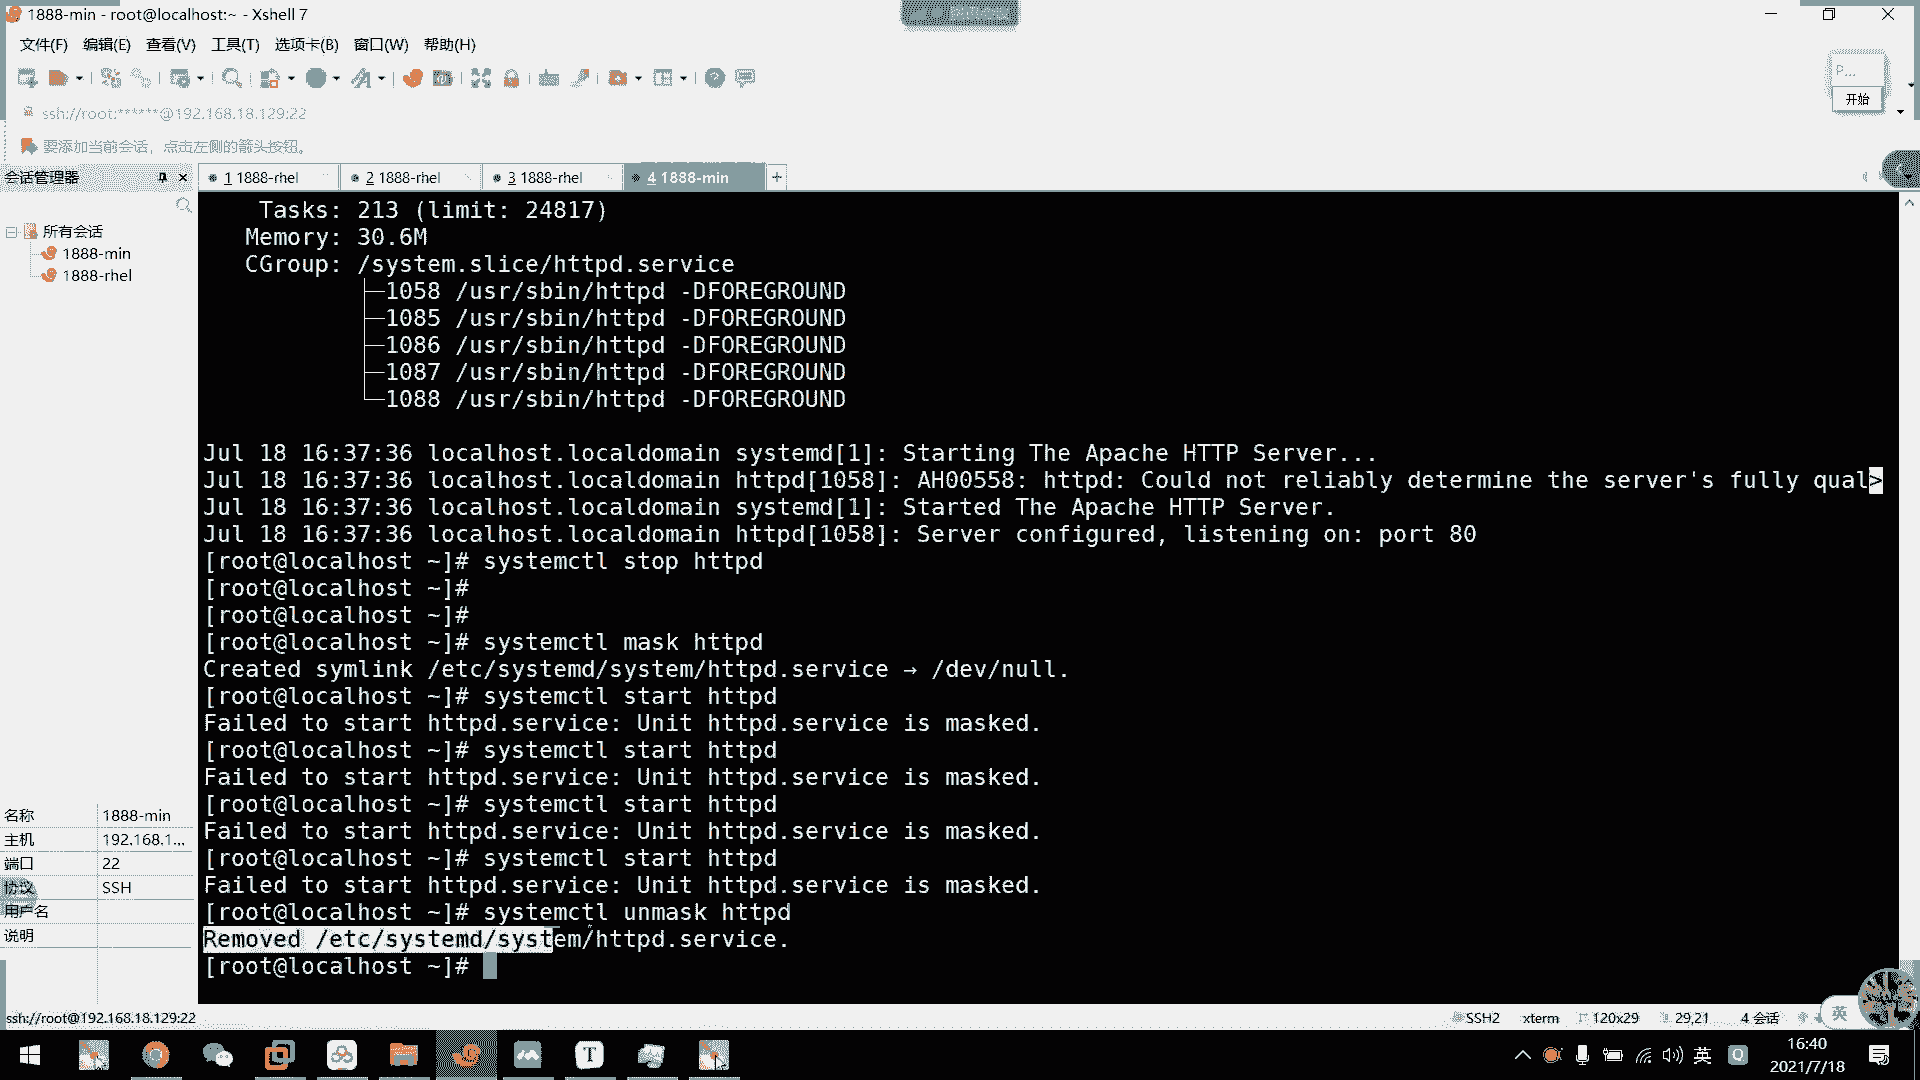 1888-min - root@localhost:~ - Xshell 7
文件(F) 编辑(E) 查看(V) 工具(T) 选项卡(B) 窗口(W) 帮助(H)
P...
开始
ssh://root:******@192.168.18.129:22
要添加当前会话，点击左侧的箭头按钮。
会话管理器
1 1888-rhel 2 1888-rhel 3 1888-rhel 4 1888-min +
所有会话
1888-min
1888-rhel
Tasks: 213 (limit: 24817)
Memory: 30.6M
CGroup: /system.slice/httpd.service
├─1058 /usr/sbin/httpd -DFOREGROUND
├─1085 /usr/sbin/httpd -DFOREGROUND
├─1086 /usr/sbin/httpd -DFOREGROUND
├─1087 /usr/sbin/httpd -DFOREGROUND
└─1088 /usr/sbin/httpd -DFOREGROUND
Jul 18 16:37:36 localhost.localdomain systemd[1]: Starting The Apache HTTP Server...
Jul 18 16:37:36 localhost.localdomain httpd[1058]: AH00558: httpd: Could not reliably determine the server's fully qual>
Jul 18 16:37:36 localhost.localdomain systemd[1]: Started The Apache HTTP Server.
Jul 18 16:37:36 localhost.localdomain httpd[1058]: Server configured, listening on: port 80
[root@localhost ~]# systemctl stop httpd
[root@localhost ~]#
[root@localhost ~]#
[root@localhost ~]# systemctl mask httpd
Created symlink /etc/systemd/system/httpd.service → /dev/null.
[root@localhost ~]# systemctl start httpd
Failed to start httpd.service: Unit httpd.service is masked.
[root@localhost ~]# systemctl start httpd
Failed to start httpd.service: Unit httpd.service is masked.
[root@localhost ~]# systemctl start httpd
Failed to start httpd.service: Unit httpd.service is masked.
[root@localhost ~]# systemctl start httpd
Failed to start httpd.service: Unit httpd.service is masked.
[root@localhost ~]# systemctl unmask httpd
Removed /etc/systemd/system/httpd.service.
[root@localhost ~]#
名称 1888-min
主机 192.168.1...
端口 22
协议 SSH
用户名
说明
ssh://root@192.168.18.129:22
SSH2 xterm 120x29 29,21 4 会话
英
英
16:40
2021/7/18